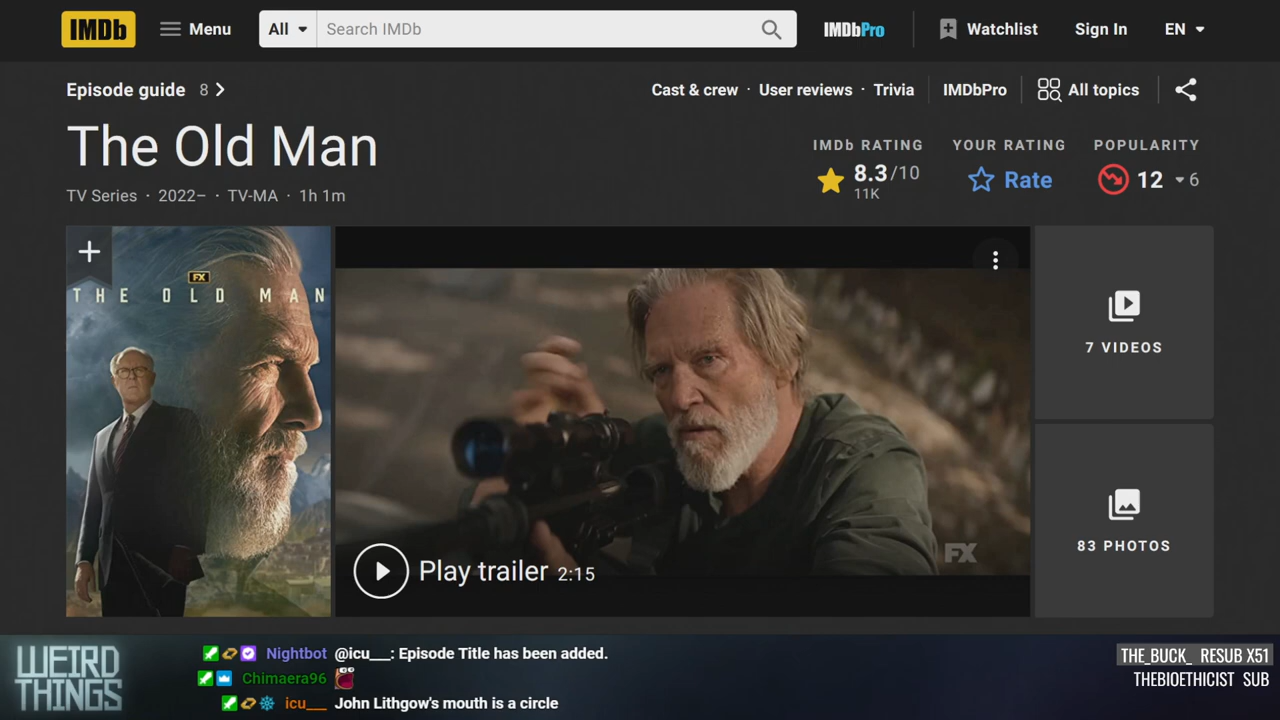 IMDb Menu All Search IMDb IMDbPro Watchlist Sign In EN
Episode guide 8 Cast & crew · User reviews · Trivia IMDbPro All topics
The Old Man
IMDb RATING YOUR RATING POPULARITY
8.3/10 Rate 12 6
11K
TV Series · 2022– · TV-MA · 1h 1m
FX
THE OLD MAN
7 VIDEOS
83 PHOTOS
FX
Play trailer 2:15
WEIRD
THINGS
Nightbot @icu___: Episode Title has been added.
Chimaera96
icu___ John Lithgow's mouth is a circle
THE_BUCK_ RESUB X51
THEBIOETHICIST SUB